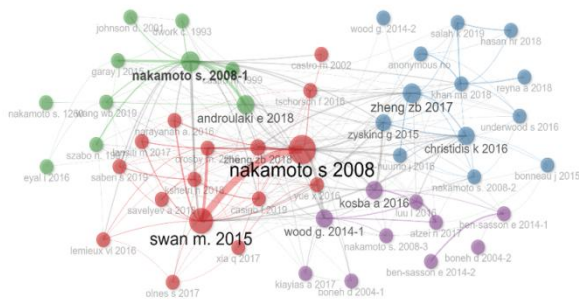 johnson d. 2001
dwork c. 1993
wood g. 2014-2
salah k 2019
hasan hr 2018
garay j 2015
nakamoto s. 2008-1
castro m 2002
anonymous no
khan ma 2018
reyna a 2018
tschorsch f 2016
zheng zb 2017
nakamoto s.
wang wb 2019
androulaki e 2018
narayanan a. 2016
zyskind g 2015
underwood s 2016
szabo n. 1997
crosby m.
zheng zb 2018
christidis k 2016
eyal i 2016
saberi s 2019
nakamoto s 2008
nakamoto s. 2008-2
bonneau j 2015
savelyev a
casino f 2019
yue x 2016
kosba a 2016
luu l 2016
swan m. 2015
wood g. 2014-1
atzei n 2017
ben-sasson e 2014-1
lemieux vl 2016
xia q 2017
nakamoto s. 2008-3
boneh d 2004-2
ben-sasson e 2014-2
kiayias a 2017
boneh d 2004
olnes s 2017